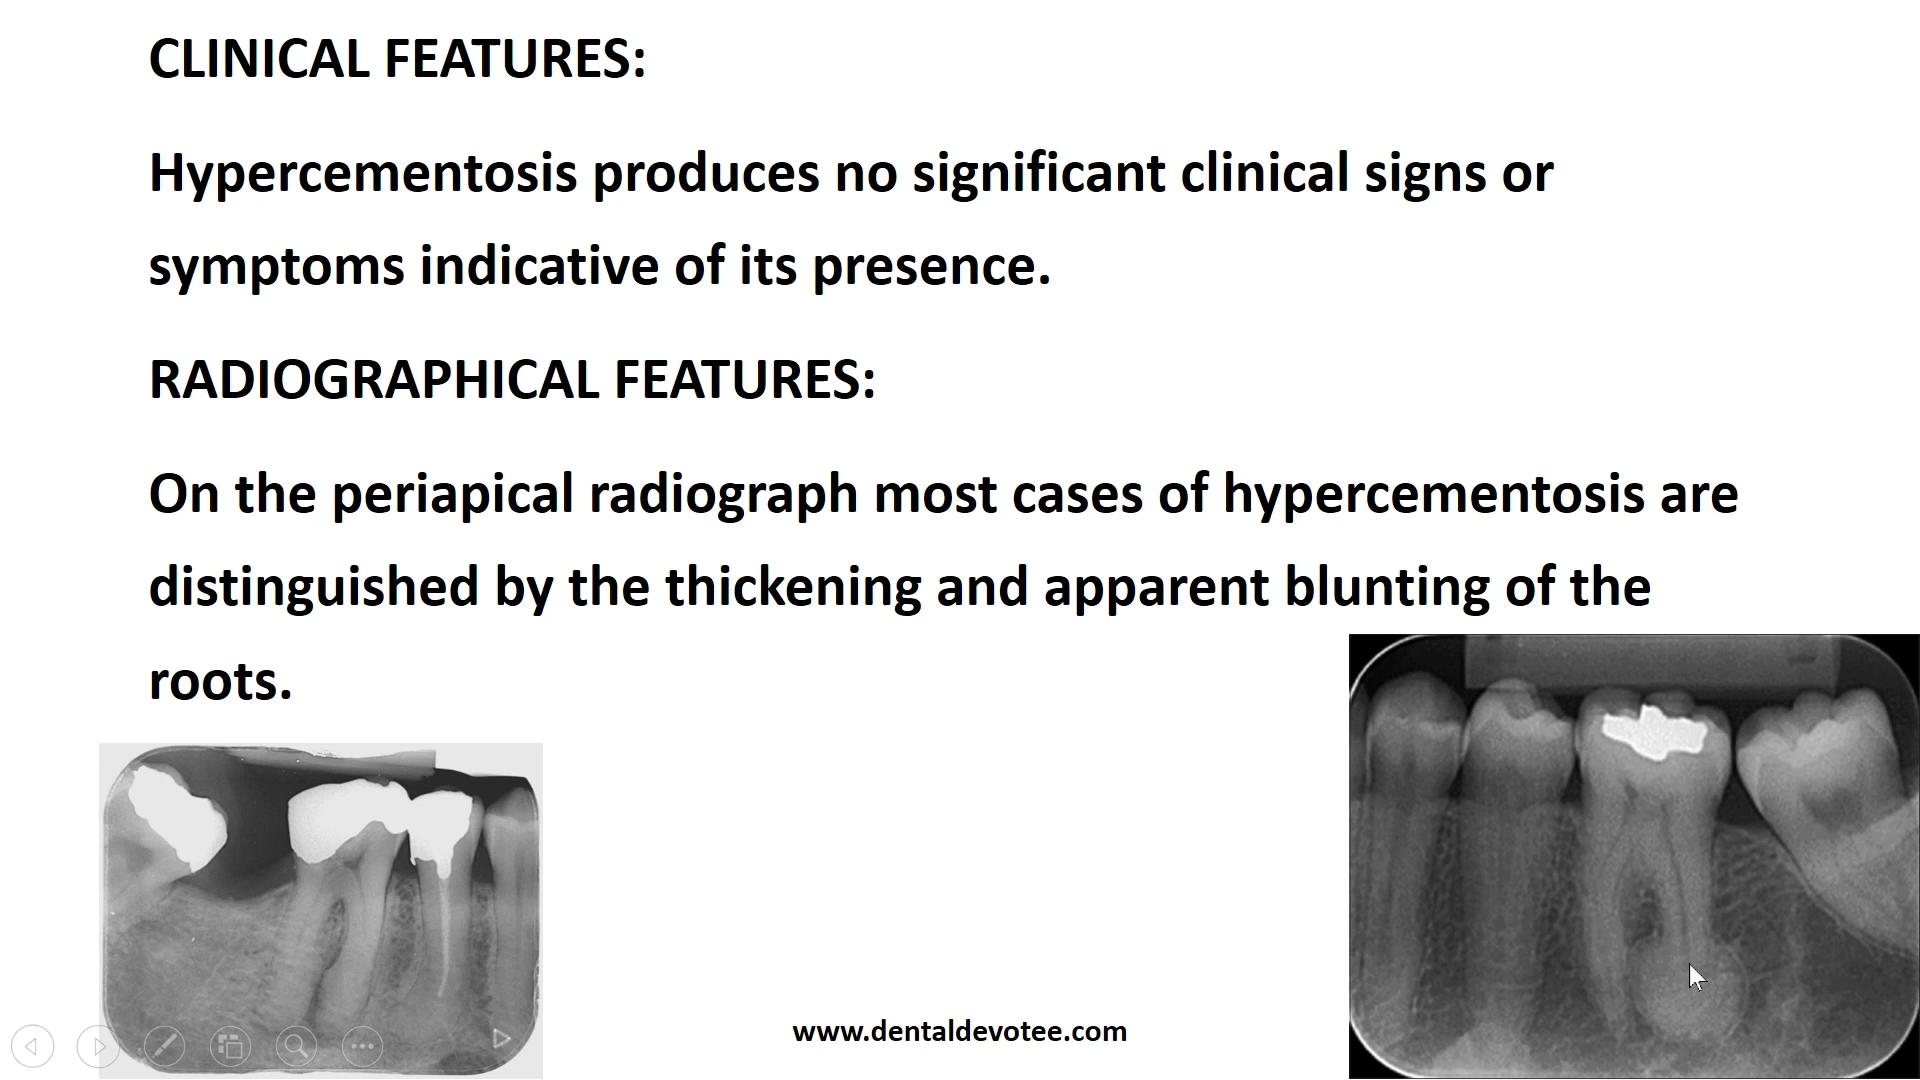 CLINICAL FEATURES:
Hypercementosis produces no significant clinical signs or
symptoms indicative of its presence.
RADIOGRAPHICAL FEATURES:
On the periapical radiograph most cases of hypercementosis are
distinguished by the thickening and apparent blunting of the
roots.
www.dentaldevotee.com